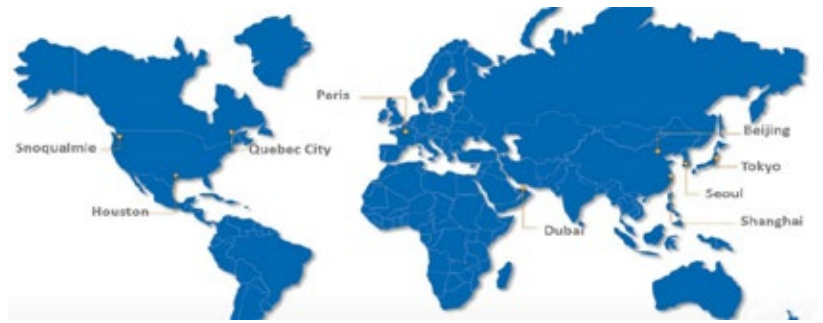 Paris
Beijing
Snoqualmie
Quebec City
Tokyo
Seoul
Houston
Shanghai
Dubai